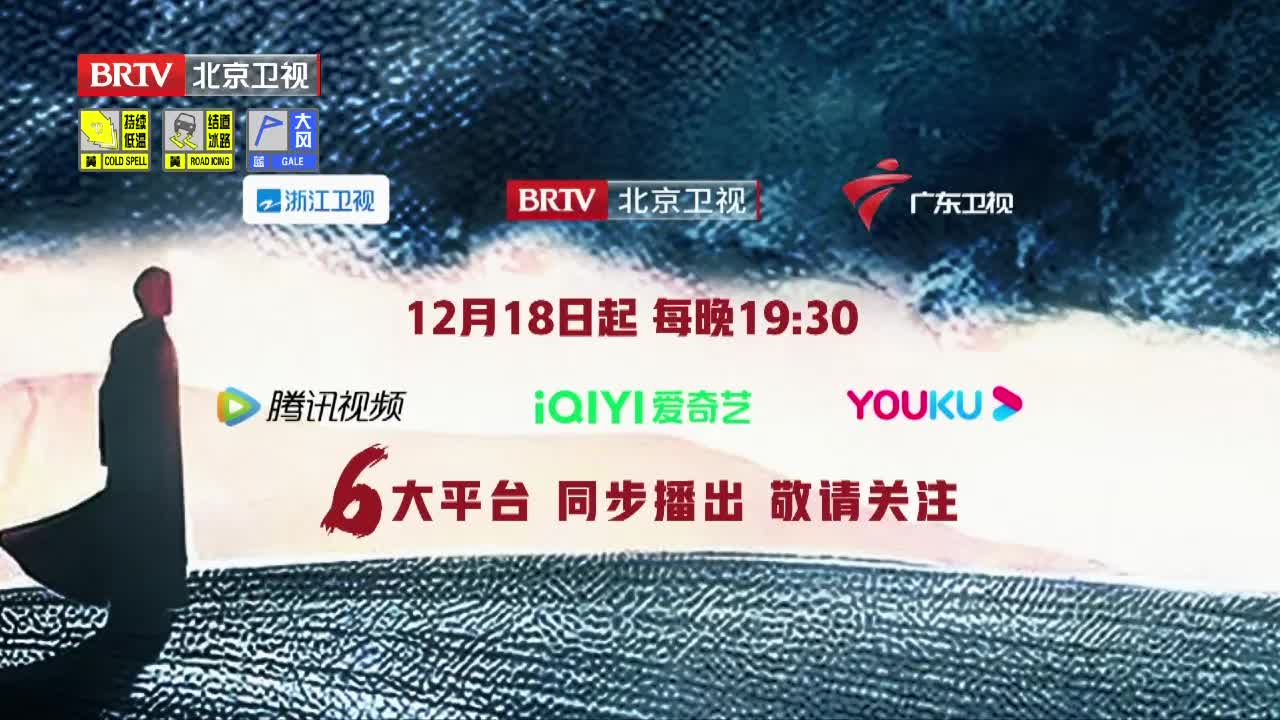 BRTV 北京卫视
持续低温 结道冰路 大风
黄 COLD SPELL 黄 ROAD ICING 蓝 GALE
浙江卫视 BRTV 北京卫视 广东卫视
12月18日起 每晚19:30
腾讯视频 iQIYI 爱奇艺 YOUKU
6大平台 同步播出 敬请关注